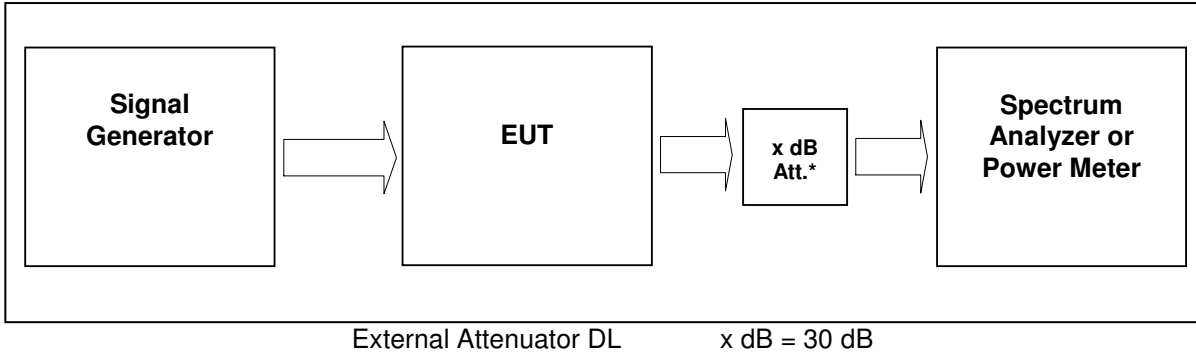 Signal
Generator
EUT
x dB
Att.*
Spectrum
Analyzer or
Power Meter
External Attenuator DL x dB = 30 dB